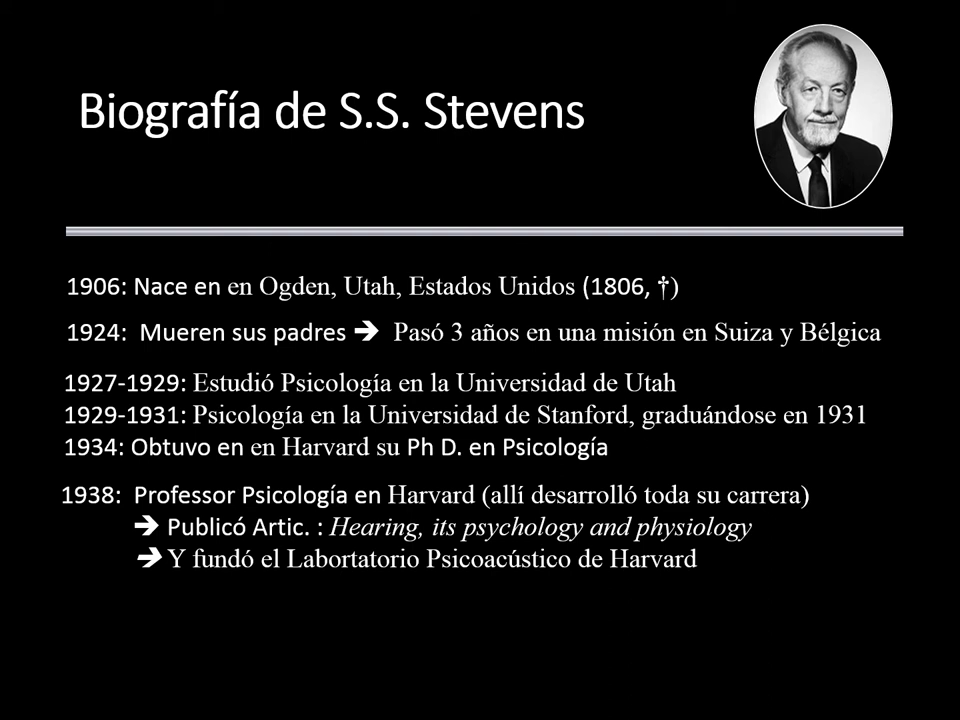 Biografía de S.S. Stevens
1906: Nace en en Ogden, Utah, Estados Unidos (1806, †)
1924: Mueren sus padres 🡺 Pasó 3 años en una misión en Suiza y Bélgica
1927-1929: Estudió Psicología en la Universidad de Utah
1929-1931: Psicología en la Universidad de Stanford, graduándose en 1931
1934: Obtuvo en en Harvard su Ph D. en Psicología
1938: Professor Psicología en Harvard (allí desarrolló toda su carrera)
🡺 Publicó Artic. : Hearing, its psychology and physiology
🡺 Y fundó el Labortatorio Psicoacústico de Harvard